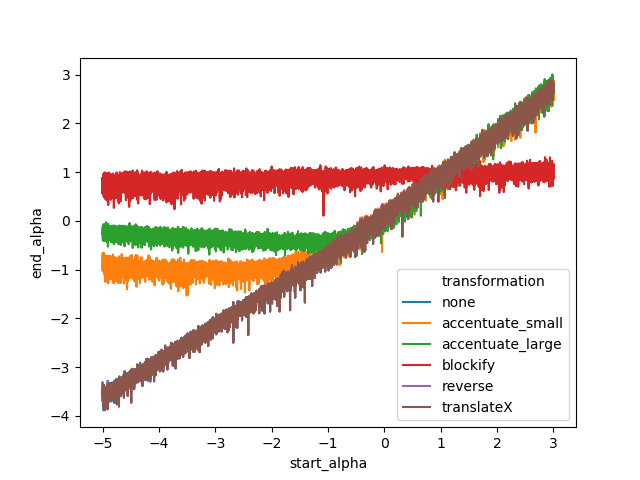 3
2
1
0
−1
−2
−3
−4
end_alpha
−5
−4
−3
−2
−1
0
1
2
3
start_alpha
transformation
none
accentuate_small
accentuate_large
blockify
reverse
translateX